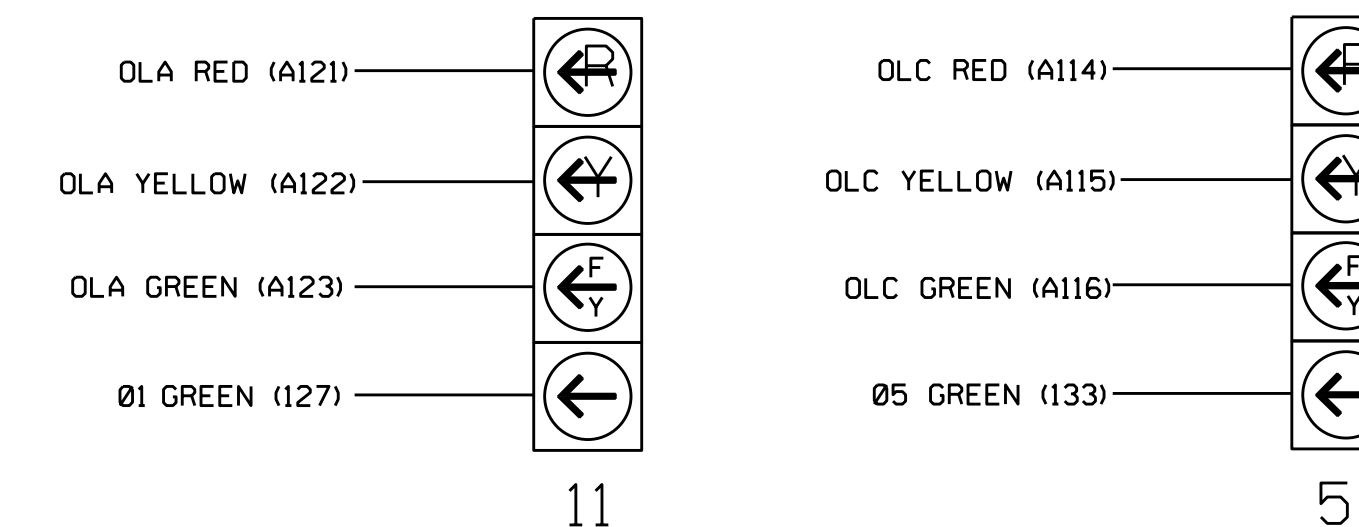 OLA RED (A121)
R
OLA YELLOW (A122)
Y
OLA GREEN (A123)
F
Y
Ø1 GREEN (127)
11
OLC RED (A114)
OLC YELLOW (A115)
OLC GREEN (A116)
F
Y
Ø5 GREEN (133)
5